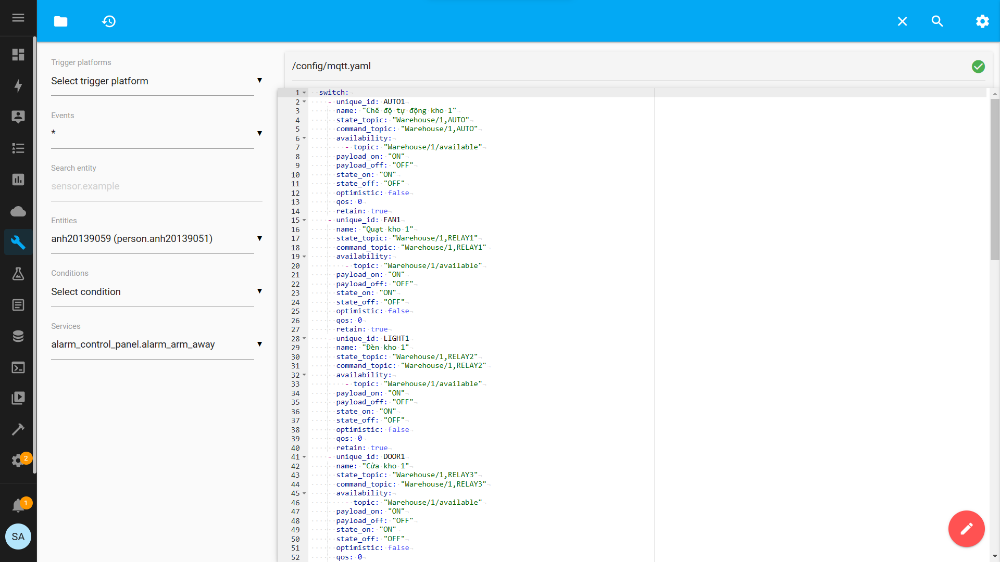 Trigger platforms
Select trigger platform
Events
*
Search entity
sensor.example
Entities
anh20139059 (person.anh20139051)
Conditions
Select condition
Services
alarm_control_panel.alarm_arm_away
2
1
SA
/config/mqtt.yaml
1 switch:
2 - unique_id: AUTO1
3 name: "Chế độ tự động kho 1"
4 state_topic: "Warehouse/1,AUTO"
5 command_topic: "Warehouse/1,AUTO"
6 availability:
7 - topic: "Warehouse/1/available"
8 payload_on: "ON"
9 payload_off: "OFF"
10 state_on: "ON"
11 state_off: "OFF"
12 optimistic: false
13 qos: 0
14 retain: true
15 - unique_id: FAN1
16 name: "Quạt kho 1"
17 state_topic: "Warehouse/1,RELAY1"
18 command_topic: "Warehouse/1,RELAY1"
19 availability:
20 - topic: "Warehouse/1/available"
21 payload_on: "ON"
22 payload_off: "OFF"
23 state_on: "ON"
24 state_off: "OFF"
25 optimistic: false
26 qos: 0
27 retain: true
28 - unique_id: LIGHT1
29 name: "Đèn kho 1"
30 state_topic: "Warehouse/1,RELAY2"
31 command_topic: "Warehouse/1,RELAY2"
32 availability:
33 - topic: "Warehouse/1/available"
34 payload_on: "ON"
35 payload_off: "OFF"
36 state_on: "ON"
37 state_off: "OFF"
38 optimistic: false
39 qos: 0
40 retain: true
41 - unique_id: DOOR1
42 name: "Cửa kho 1"
43 state_topic: "Warehouse/1,RELAY3"
44 command_topic: "Warehouse/1,RELAY3"
45 availability:
46 - topic: "Warehouse/1/available"
47 payload_on: "ON"
48 payload_off: "OFF"
49 state_on: "ON"
50 state_off: "OFF"
51 optimistic: false
52 qos: 0